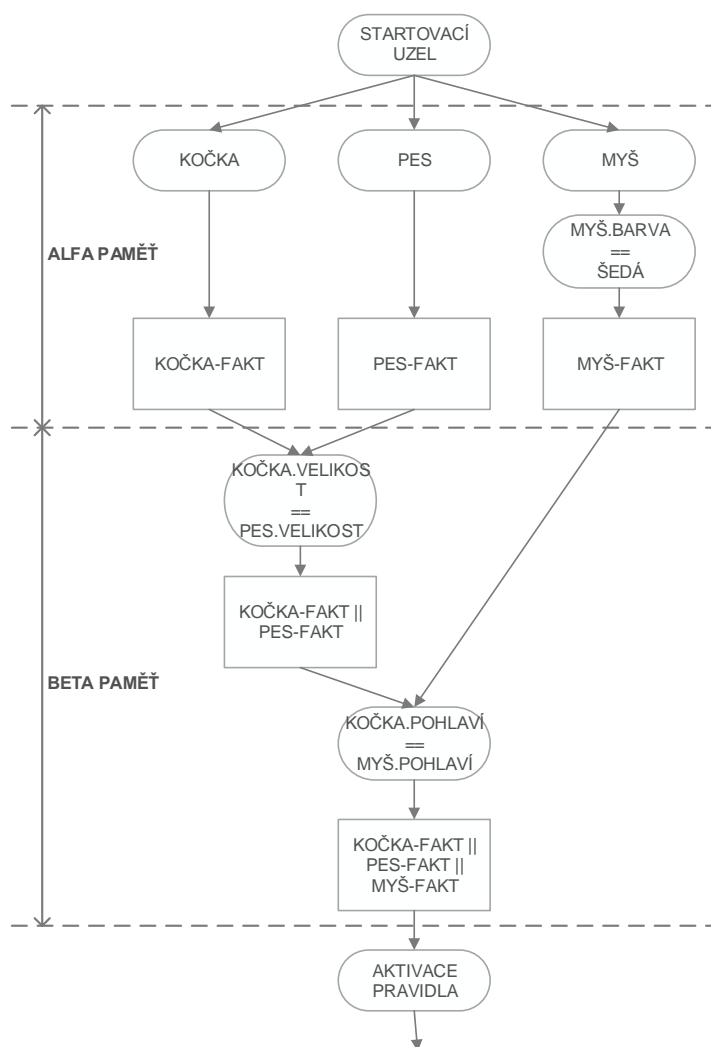 STARTOVACÍ
UZEL
KOČKA
PES
MYŠ
MYŠ.BARVA
==
ŠEDÁ
ALFA PAMĚŤ
KOČKA-FAKT
PES-FAKT
MYŠ-FAKT
KOČKA.VELIKOS
T
==
PES.VELIKOST
KOČKA-FAKT ||
PES-FAKT
BETA PAMĚŤ
KOČKA.POHLAVÍ
==
MYŠ.POHLAVÍ
KOČKA-FAKT ||
PES-FAKT ||
MYŠ-FAKT
AKTIVACE
PRAVIDLA